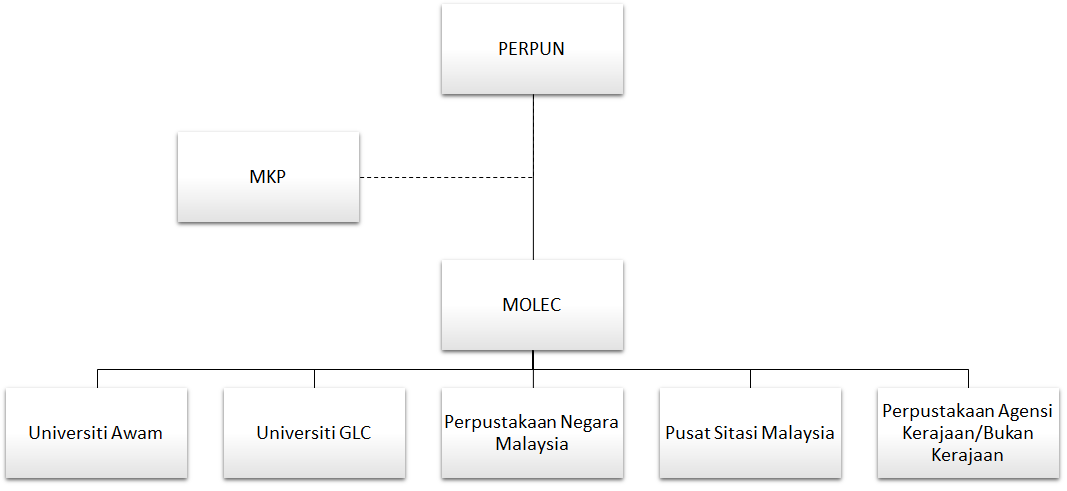 PERPUN
MKP
MOLEC
Universiti Awam
Universiti GLC
Perpustakaan Negara
Malaysia
Pusat Sitasi Malaysia
Perpustakaan Agensi
Kerajaan/Bukan
Kerajaan